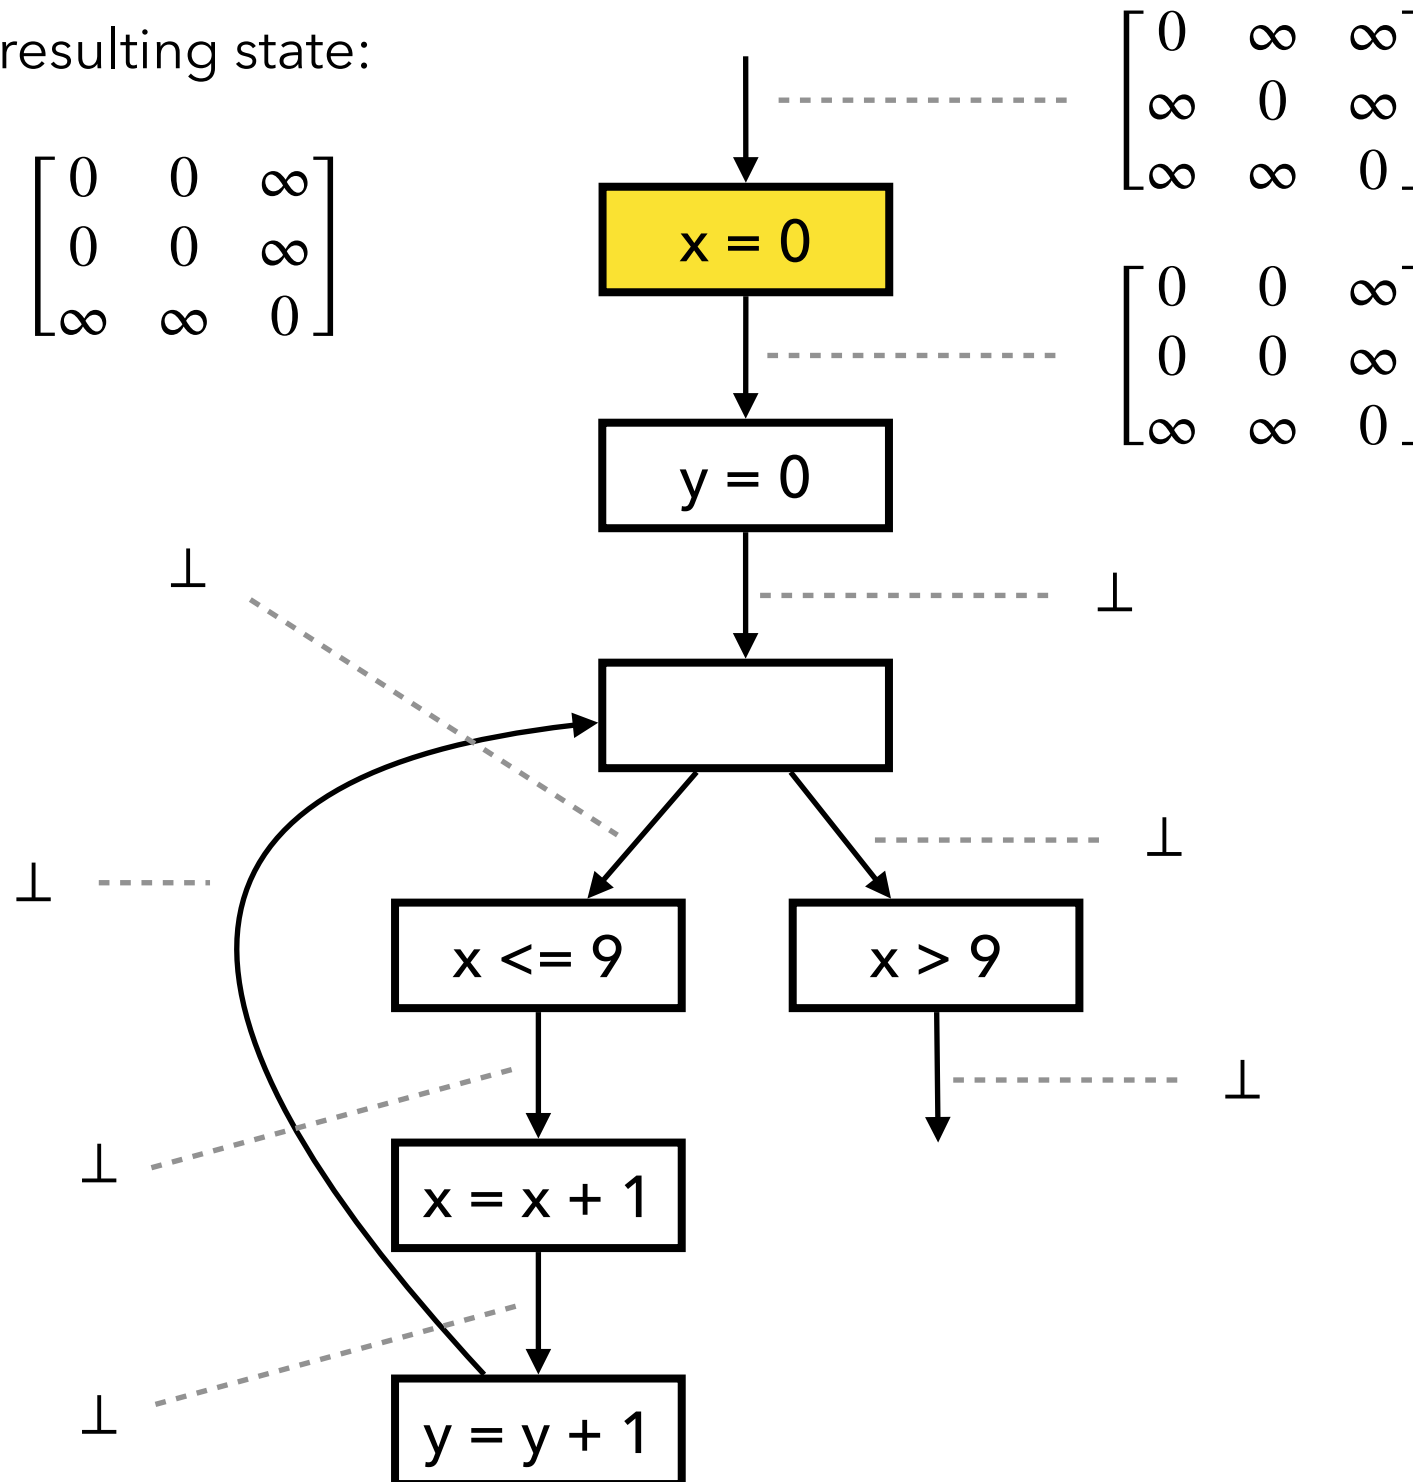 resulting state:
0 0 ∞
0 0 ∞
∞ ∞ 0
0 ∞ ∞
∞ 0 ∞
∞ ∞ 0
x = 0
0 0 ∞
0 0 ∞
∞ ∞ 0
y = 0
⊥
⊥
⊥
⊥
x <= 9
x > 9
⊥
⊥
x = x + 1
⊥
y = y + 1